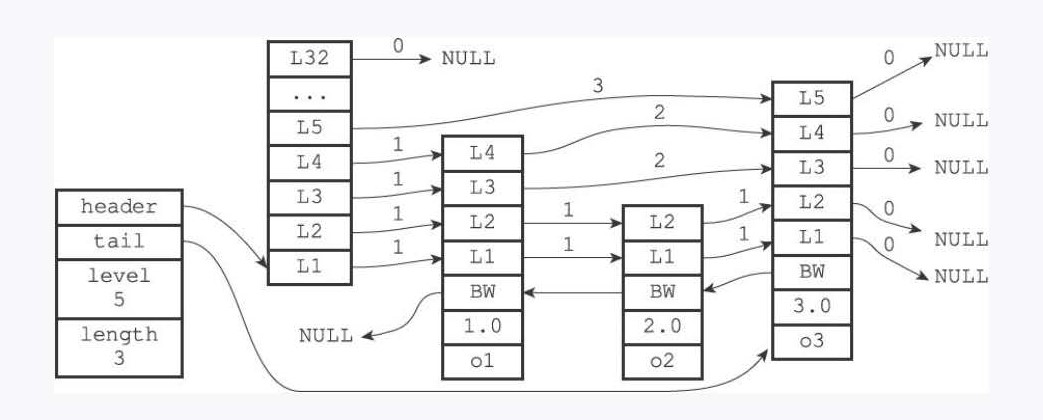 header
tail
level
5
length
3
L32
...
L5
L4
L3
L2
L1
0
NULL
3
1
1
1
1
L4
L3
L2
L1
BW
1.0
o1
NULL
2
2
1
1
L2
L1
BW
2.0
o2
1
1
L5
L4
L3
L2
L1
BW
3.0
o3
0
NULL
0
NULL
0
NULL
0
NULL
0
NULL